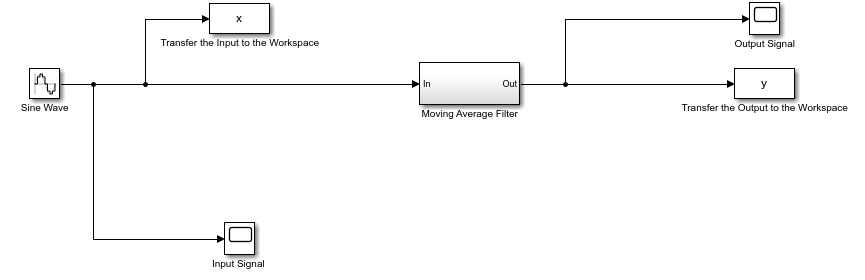 x
Transfer the Input to the Workspace
Output Signal
Sine Wave
In
Out
Moving Average Filter
y
Transfer the Output to the Workspace
Input Signal